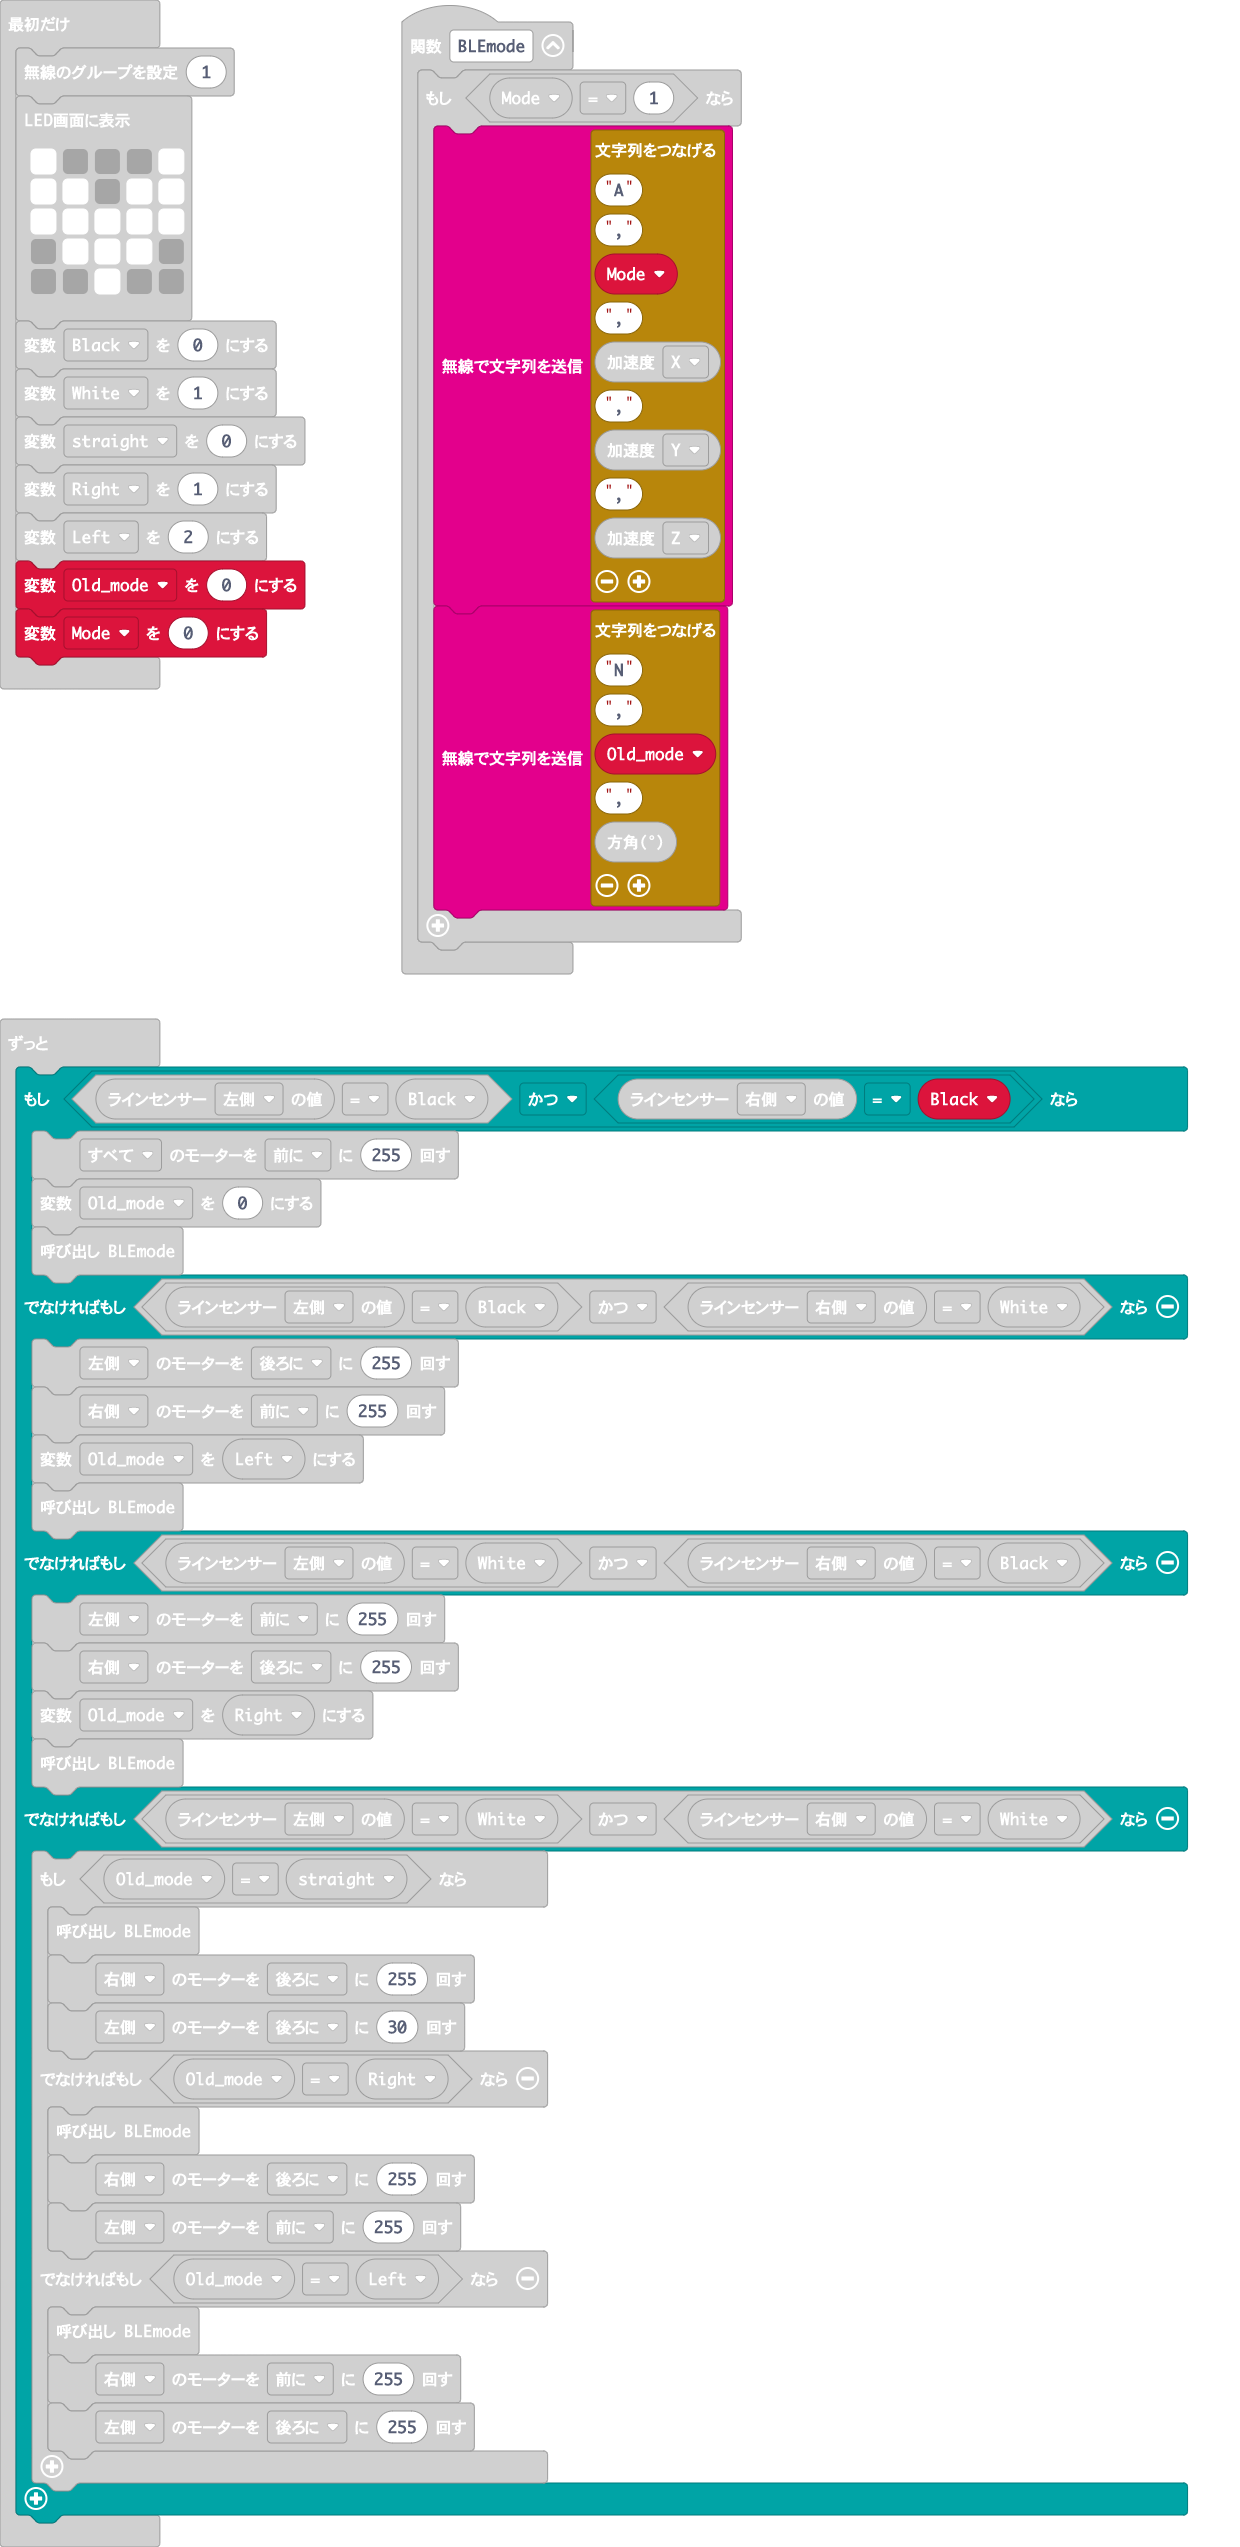 最初だけ
無線のグループを設定 1
LED画面に表示
変数 Black を 0 にする
変数 White を 1 にする
変数 straight を 0 にする
変数 Right を 1 にする
変数 Left を 2 にする
変数 Old_mode を 0 にする
変数 Mode を 0 にする
関数 BLEmode
もし Mode = 1 なら
無線で文字列を送信
文字列をつなげる
"A"
","
Mode
","
加速度 X
","
加速度 Y
","
加速度 Z
無線で文字列を送信
文字列をつなげる
"N"
","
Old_mode
","
方角(°)
ずっと
もし ラインセンサー 左側 の値 = Black かつ ラインセンサー 右側 の値 = Black なら
すべて のモーターを 前に に 255 回す
変数 Old_mode を 0 にする
呼び出し BLEmode
でなければもし ラインセンサー 左側 の値 = Black かつ ラインセンサー 右側 の値 = White なら
左側 のモーターを 後ろに に 255 回す
右側 のモーターを 前に に 255 回す
変数 Old_mode を Left にする
呼び出し BLEmode
でなければもし ラインセンサー 左側 の値 = White かつ ラインセンサー 右側 の値 = Black なら
左側 のモーターを 前に に 255 回す
右側 のモーターを 後ろに に 255 回す
変数 Old_mode を Right にする
呼び出し BLEmode
でなければもし ラインセンサー 左側 の値 = White かつ ラインセンサー 右側 の値 = White なら
もし Old_mode = straight なら
呼び出し BLEmode
右側 のモーターを 後ろに に 255 回す
左側 のモーターを 後ろに に 30 回す
でなければもし Old_mode = Right なら
呼び出し BLEmode
右側 のモーターを 後ろに に 255 回す
左側 のモーターを 前に に 255 回す
でなければもし Old_mode = Left なら
呼び出し BLEmode
右側 のモーターを 前に に 255 回す
左側 のモーターを 後ろに に 255 回す